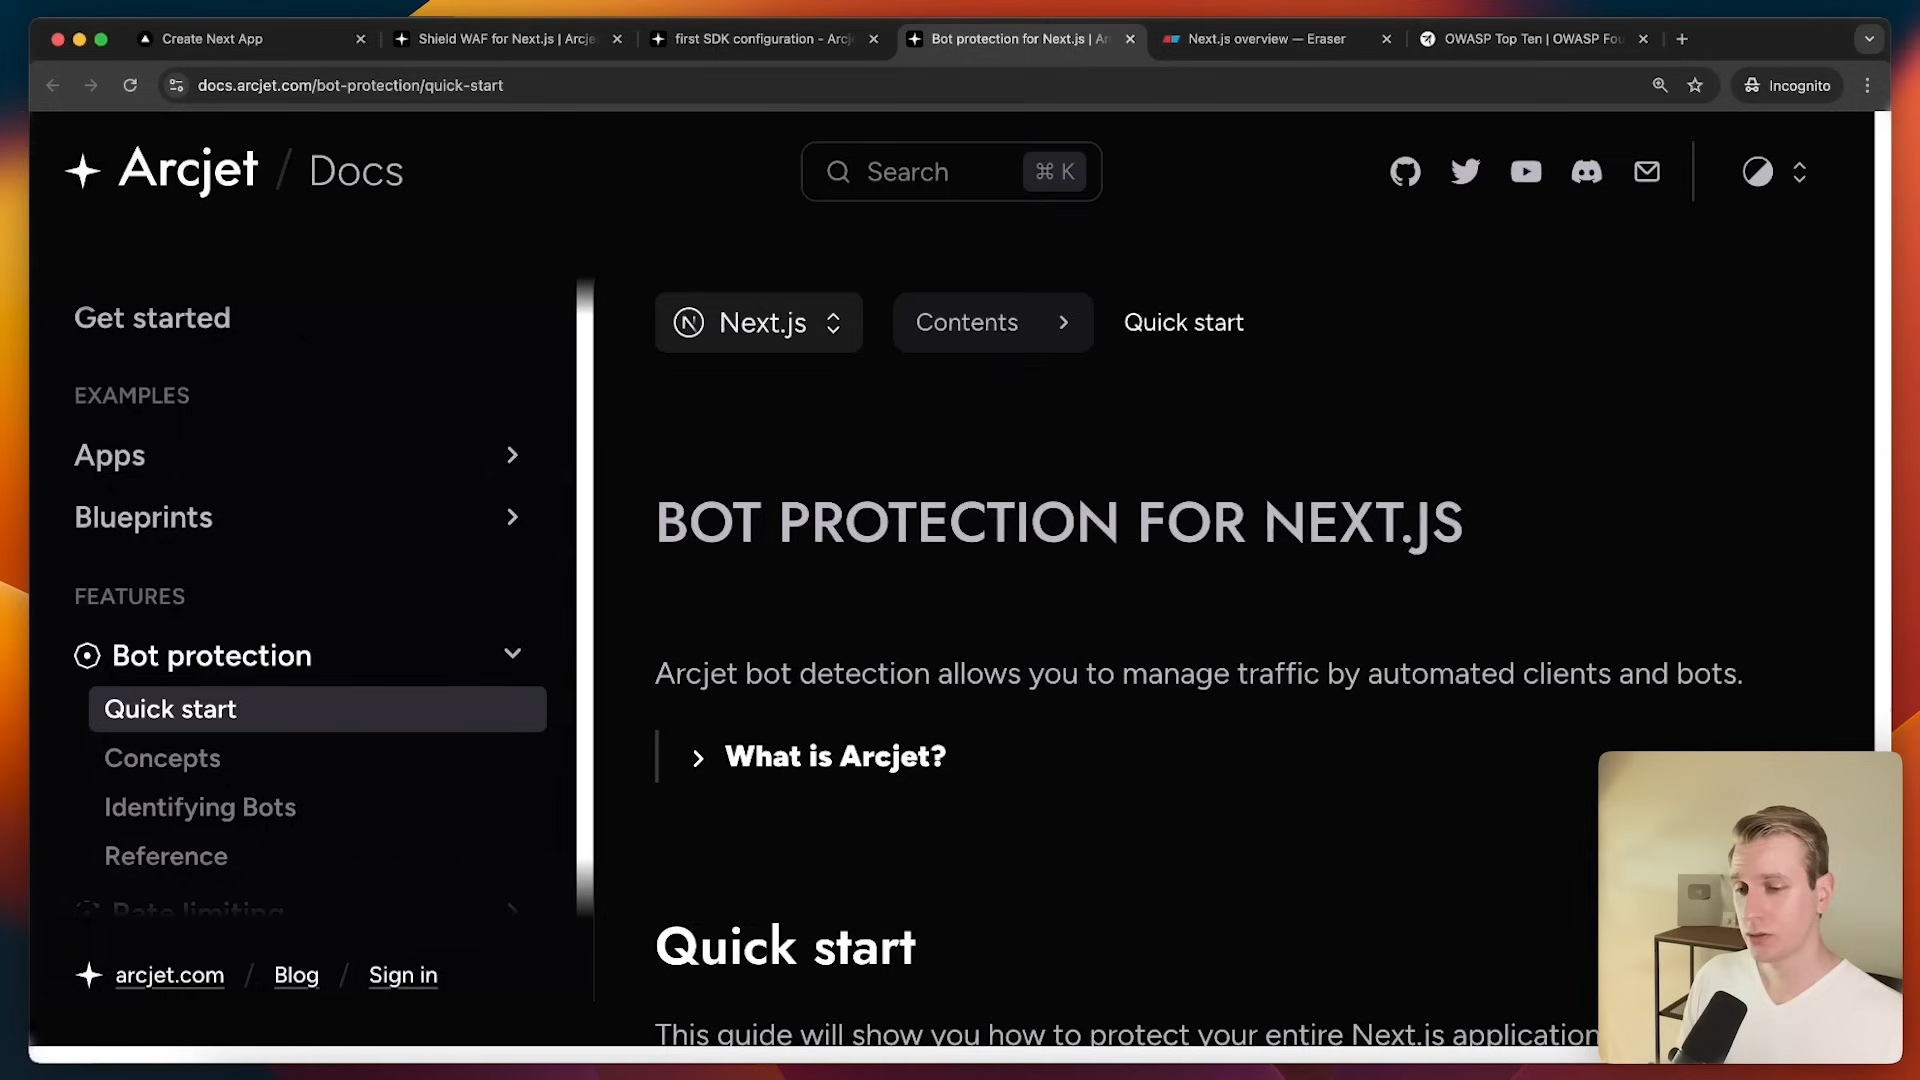 Create Next App
Shield WAF for Next.js | Arcje
first SDK configuration - Arcj
Bot protection for Next.js | Ar
Next.js overview — Eraser
OWASP Top Ten | OWASP Fou
docs.arcjet.com/bot-protection/quick-start
Incognito
Arcjet / Docs
Search
⌘ K
Get started
EXAMPLES
Apps
Blueprints
FEATURES
Bot protection
Quick start
Concepts
Identifying Bots
Reference
Rate limiting
arcjet.com / Blog / Sign in
Next.js
Contents
Quick start
BOT PROTECTION FOR NEXT.JS
Arcjet bot detection allows you to manage traffic by automated clients and bots.
What is Arcjet?
Quick start
This guide will show you how to protect your entire Next.js application